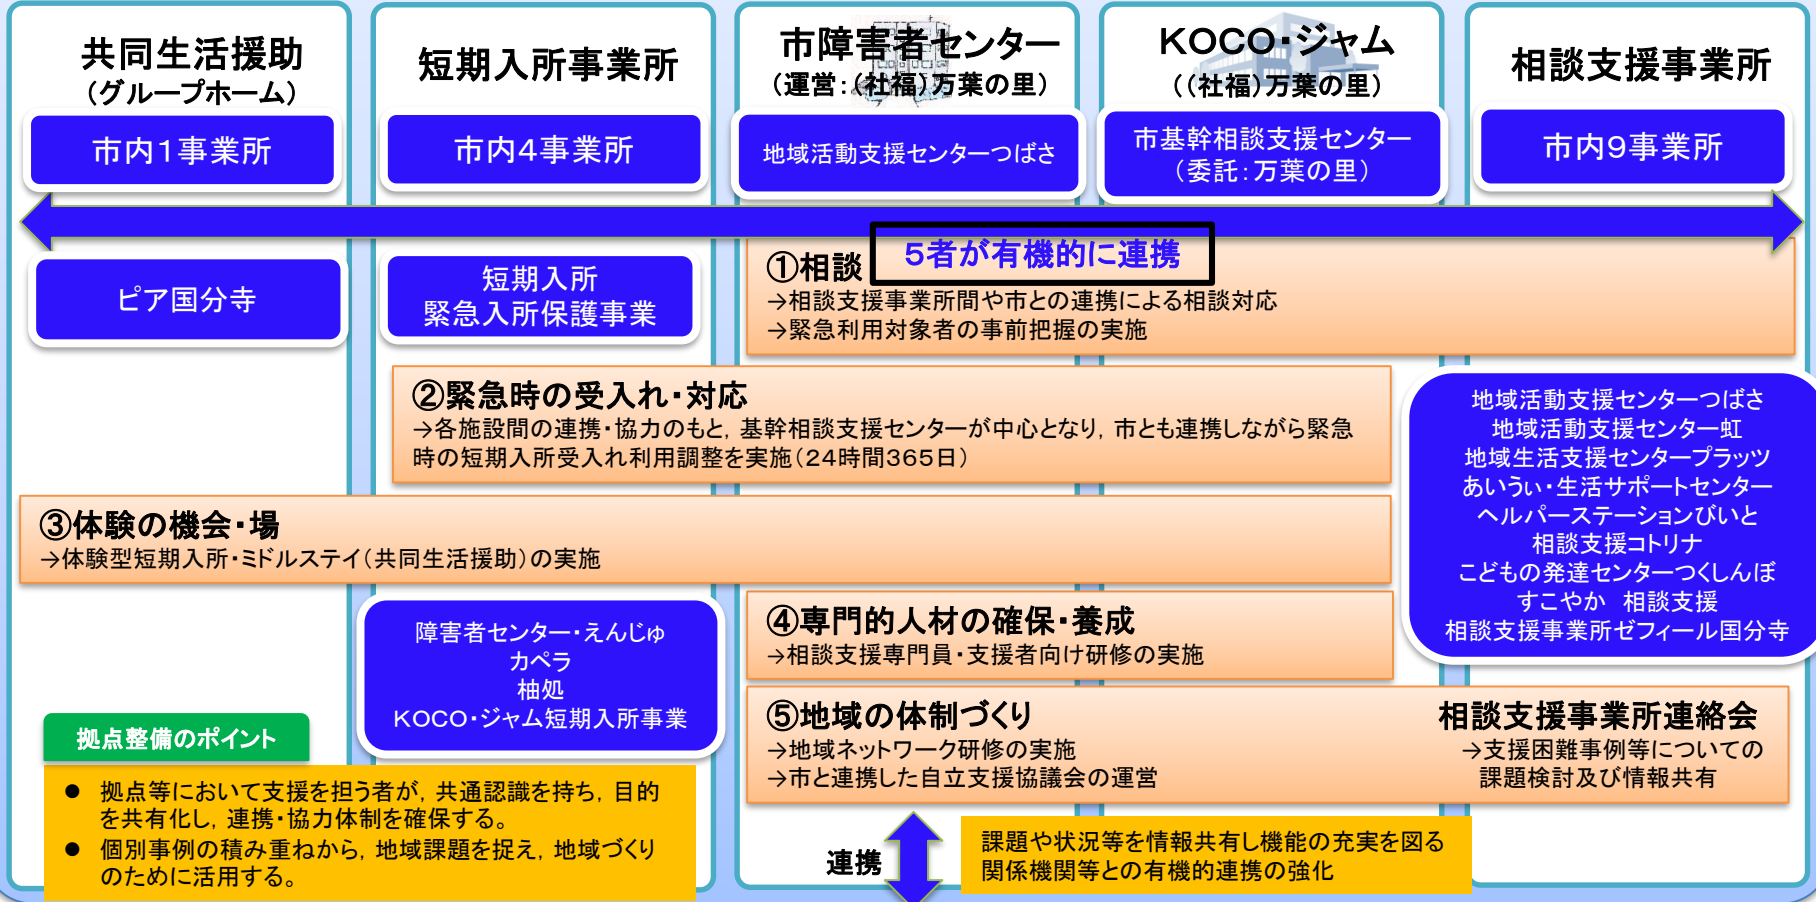 共同生活援助
（グループホーム）
市内１事業所
短期入所事業所
市内４事業所
市障害者センター
（運営：（社福）万葉の里）
地域活動支援センターつばさ
ＫＯＣＯ・ジャム
（（社福）万葉の里）
市基幹相談支援センター
（委託：万葉の里）
相談支援事業所
市内９事業所
５者が有機的に連携
ピア国分寺
短期入所
緊急入所保護事業
①相談
→相談支援事業所間や市との連携による相談対応
→緊急利用対象者の事前把握の実施
②緊急時の受入れ・対応
→各施設間の連携・協力のもと，基幹相談支援センターが中心となり，市とも連携しながら緊急
時の短期入所受入れ利用調整を実施（２４時間３６５日）
地域活動支援センターつばさ
地域活動支援センター虹
地域生活支援センタープラッツ
あいうぃ・生活サポートセンター
ヘルパーステーションびいと
相談支援コトリナ
こどもの発達センターつくしんぼ
すこやか　相談支援
相談支援事業所ゼフィール国分寺
③体験の機会・場
→体験型短期入所・ミドルステイ（共同生活援助）の実施
障害者センター・えんじゅ
カペラ
柚処
ＫＯＣＯ・ジャム短期入所事業
④専門的人材の確保・養成
→相談支援専門員・支援者向け研修の実施
⑤地域の体制づくり
→地域ネットワーク研修の実施
→市と連携した自立支援協議会の運営
相談支援事業所連絡会
→支援困難事例等についての
課題検討及び情報共有
拠点整備のポイント
● 拠点等において支援を担う者が，共通認識を持ち，目的
を共有化し，連携・協力体制を確保する。
● 個別事例の積み重ねから，地域課題を捉え，地域づくり
のために活用する。
連携
課題や状況等を情報共有し機能の充実を図る
関係機関等との有機的連携の強化